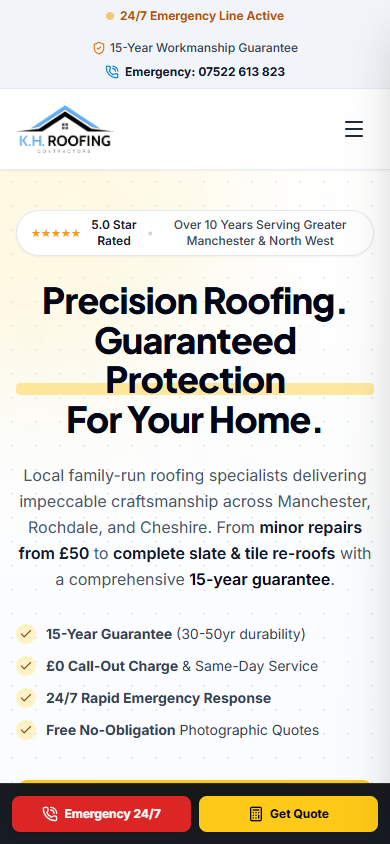 24/7 Emergency Line Active
15-Year Workmanship Guarantee
Emergency: 07522 613 823
K.H. ROOFING
CONTRACTORS
★★★★★ 5.0 Star Rated • Over 10 Years Serving Greater Manchester & North West
Precision Roofing.
Guaranteed
Protection
For Your Home.
Local family-run roofing specialists delivering
impeccable craftsmanship across Manchester,
Rochdale, and Cheshire. From minor repairs
from £50 to complete slate & tile re-roofs with
a comprehensive 15-year guarantee.
15-Year Guarantee (30-50yr durability)
£0 Call-Out Charge & Same-Day Service
24/7 Rapid Emergency Response
Free No-Obligation Photographic Quotes
Emergency 24/7
Get Quote